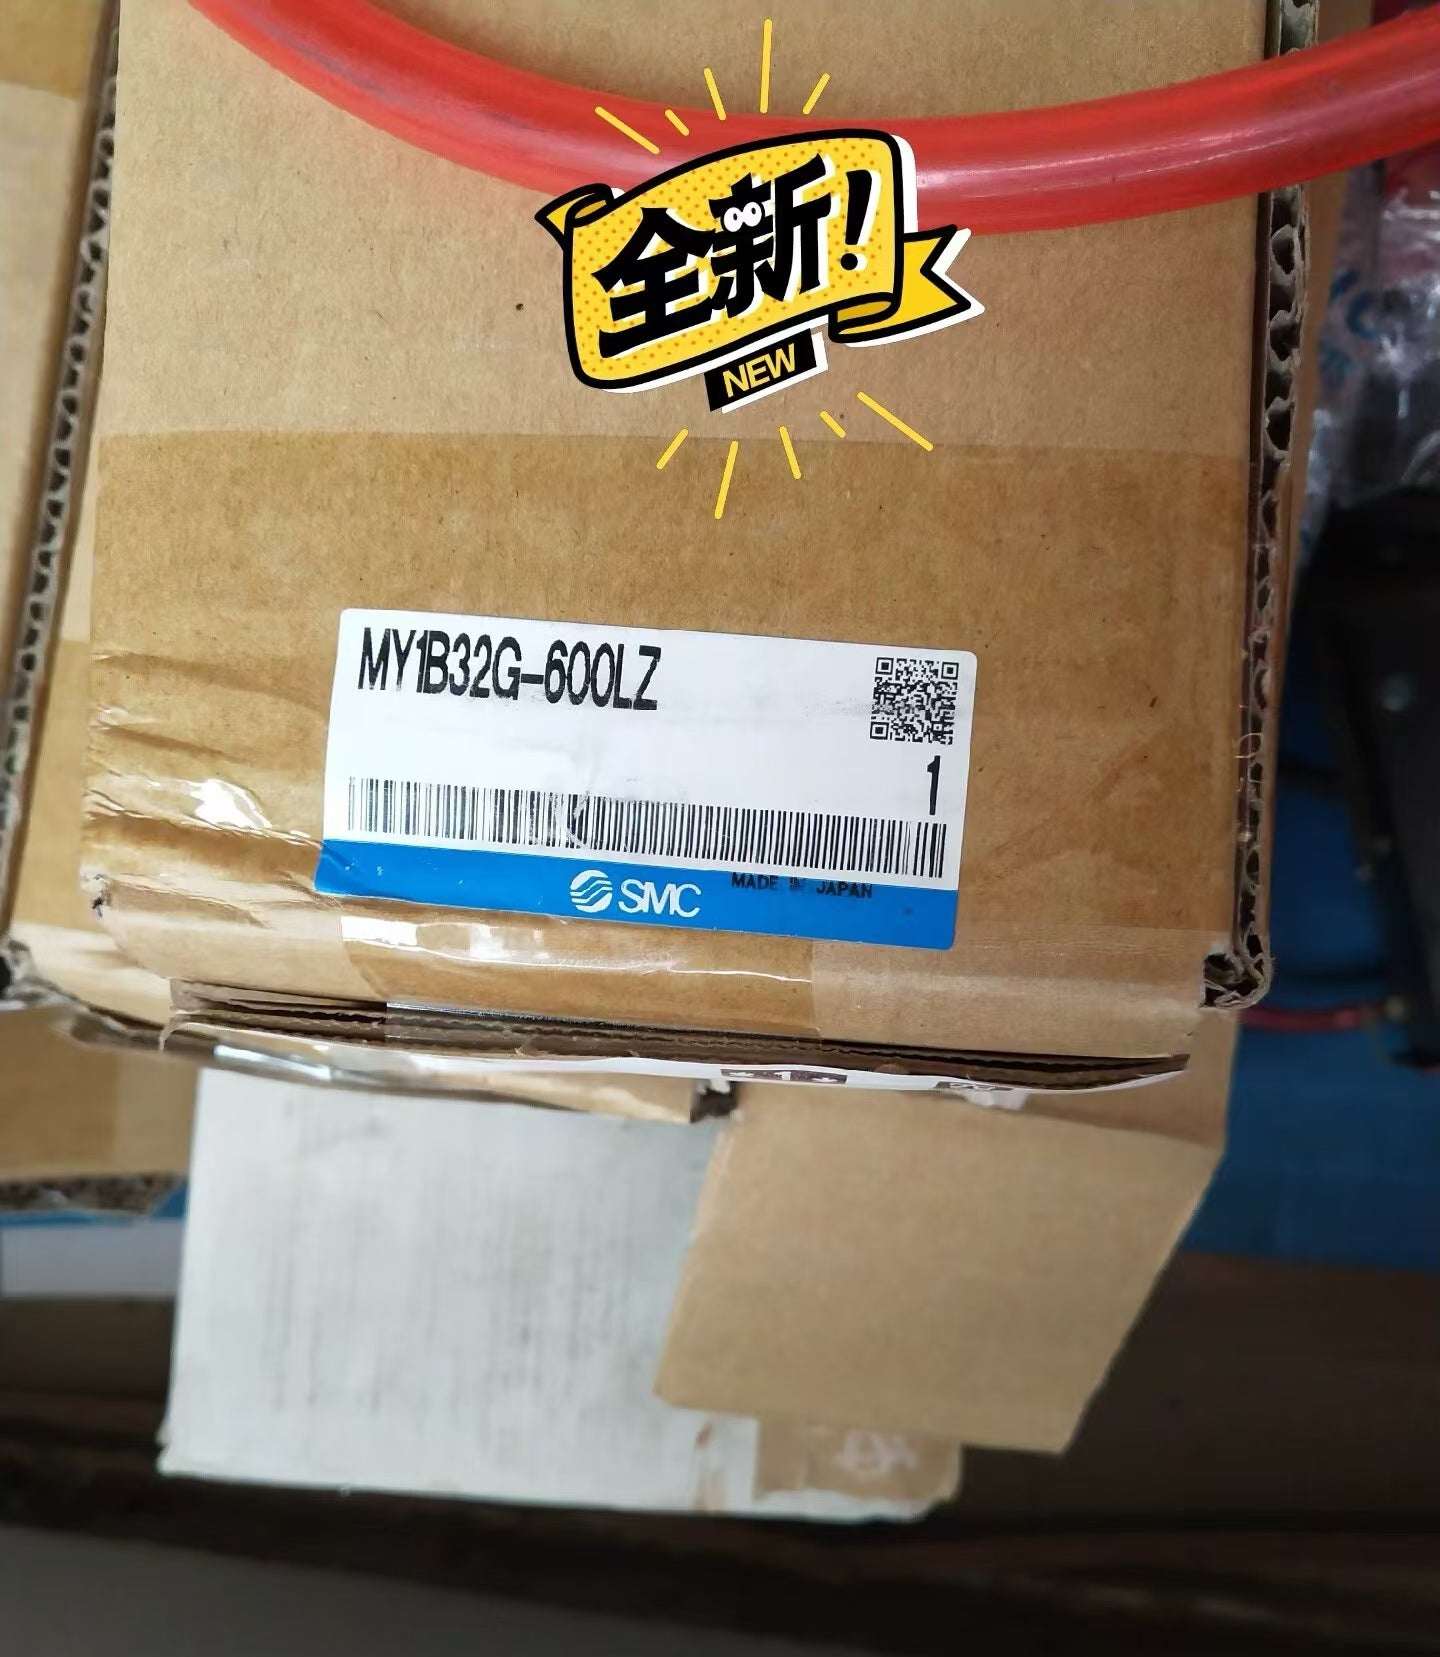 全新!
NEW
MY1B32G-600LZ
1
SMC
MADE IN JAPAN